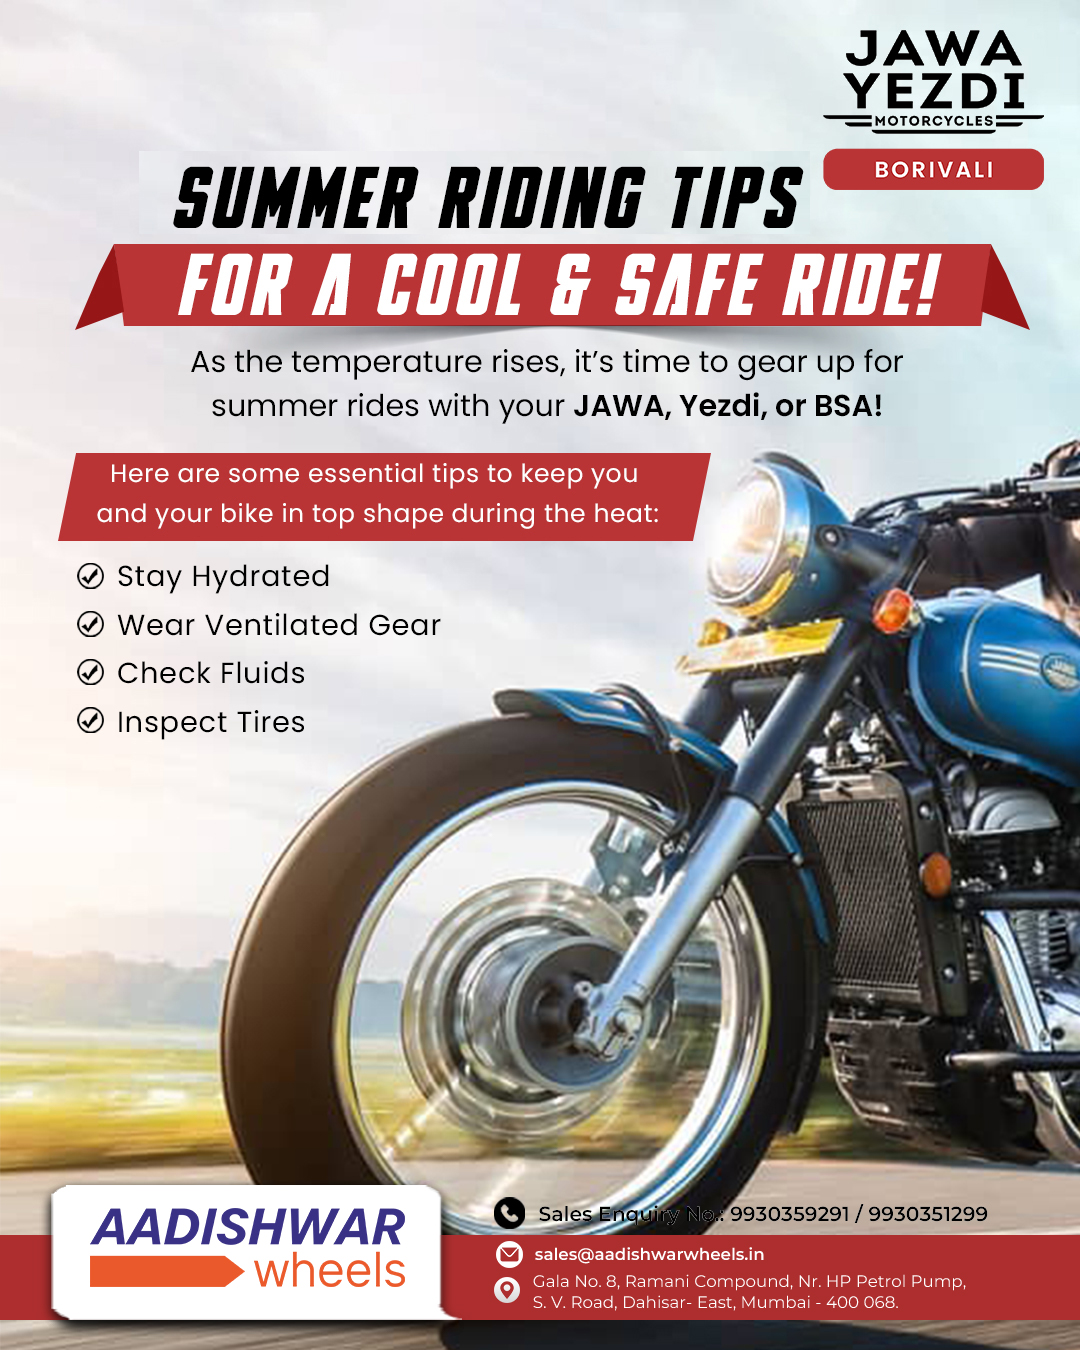 JAWA
YEZDI
MOTORCYCLES
BORIVALI
SUMMER RIDING TIPS
FOR A COOL & SAFE RIDE!
As the temperature rises, it's time to gear up for
summer rides with your JAWA, Yezdi, or BSA!
Here are some essential tips to keep you
and your bike in top shape during the heat:
Stay Hydrated
Wear Ventilated Gear
Check Fluids
Inspect Tires
JAWA
AADISHWAR
wheels
Sales Enquiry No.: 9930359291 / 9930351299
sales@aadishwarwheels.in
Gala No. 8, Ramani Compound, Nr. HP Petrol Pump,
S. V. Road, Dahisar- East, Mumbai - 400 068.